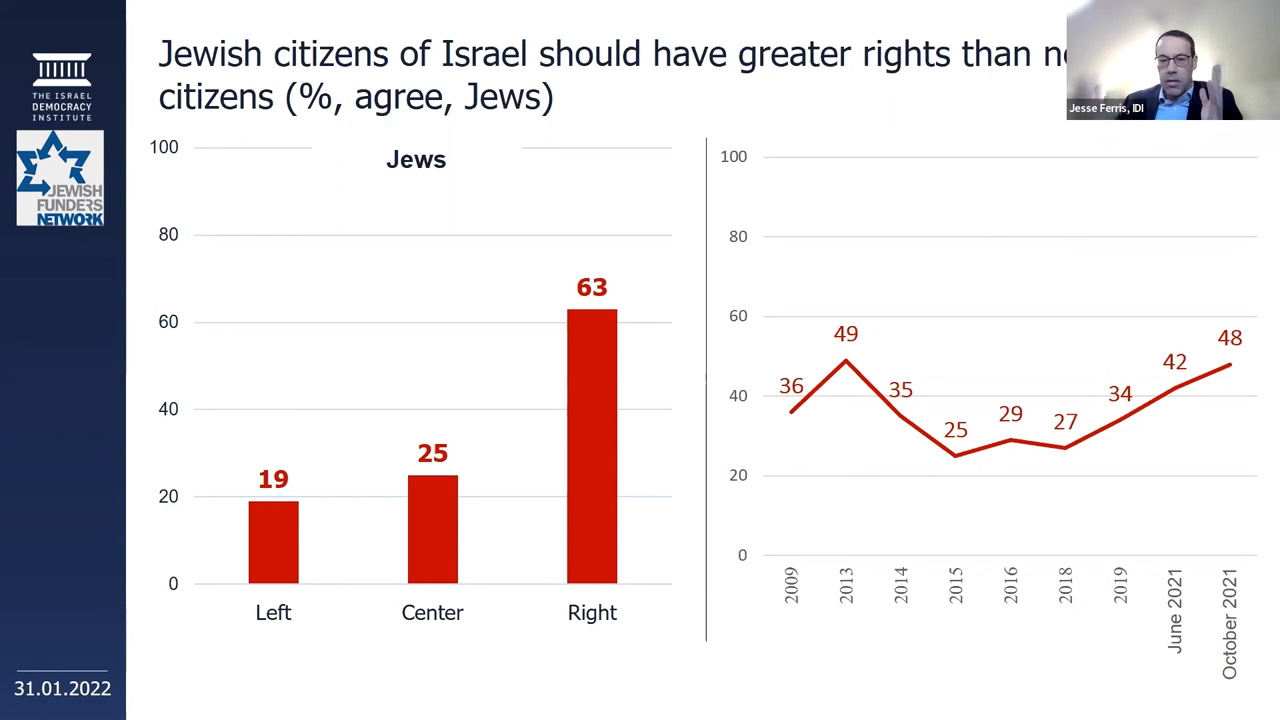 Jewish citizens of Israel should have greater rights than
citizens (%, agree, Jews)
THE ISRAEL
DEMOCRACY
INSTITUTE
JEWISH
FUNDERS
NETWORK
31.01.2022
Jesse Ferris, IDI
Jews
100
80
60
40
20
0
19
25
63
Left
Center
Right
100
80
60
40
20
0
36
49
35
25
29
27
34
42
48
2009
2013
2014
2015
2016
2018
2019
June 2021
October 2021